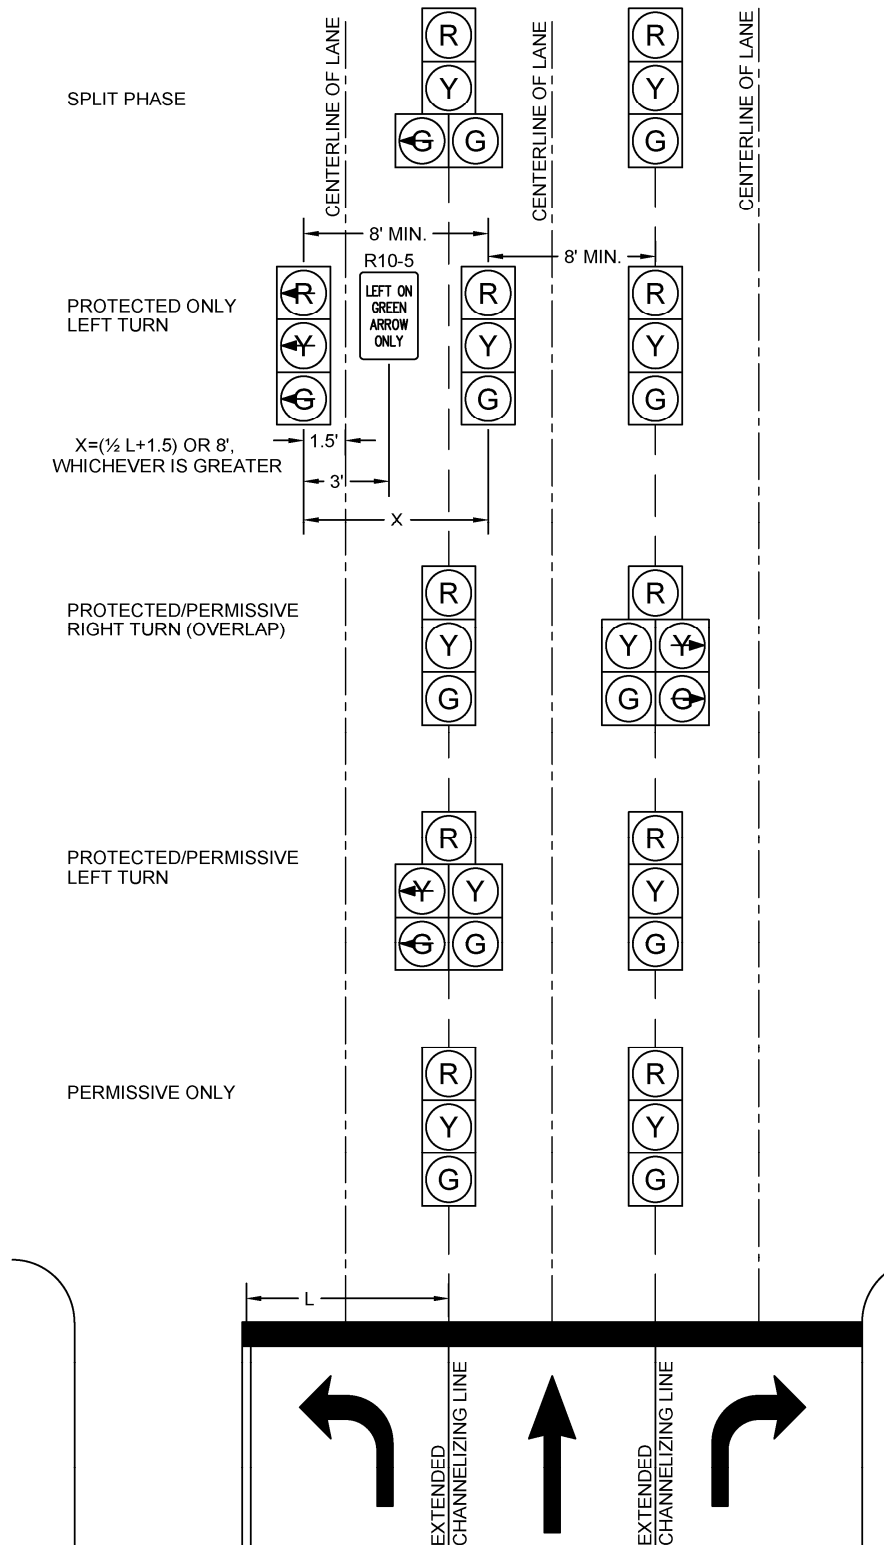 SPLIT PHASE
CENTERLINE OF LANE
R
Y
G G
CENTERLINE OF LANE
R
Y
G
CENTERLINE OF LANE
8' MIN.
8' MIN.
R10-5
PROTECTED ONLY
LEFT TURN
R
Y
G
LEFT ON
GREEN
ARROW
ONLY
R
Y
G
R
Y
G
X=(½ L+1.5) OR 8',
WHICHEVER IS GREATER
1.5'
3'
X
PROTECTED/PERMISSIVE
RIGHT TURN (OVERLAP)
R
Y
G
R
Y Y
G G
PROTECTED/PERMISSIVE
LEFT TURN
R
Y Y
G G
R
Y
G
PERMISSIVE ONLY
R
Y
G
R
Y
G
L
EXTENDED
CHANNELIZING LINE
EXTENDED
CHANNELIZING LINE